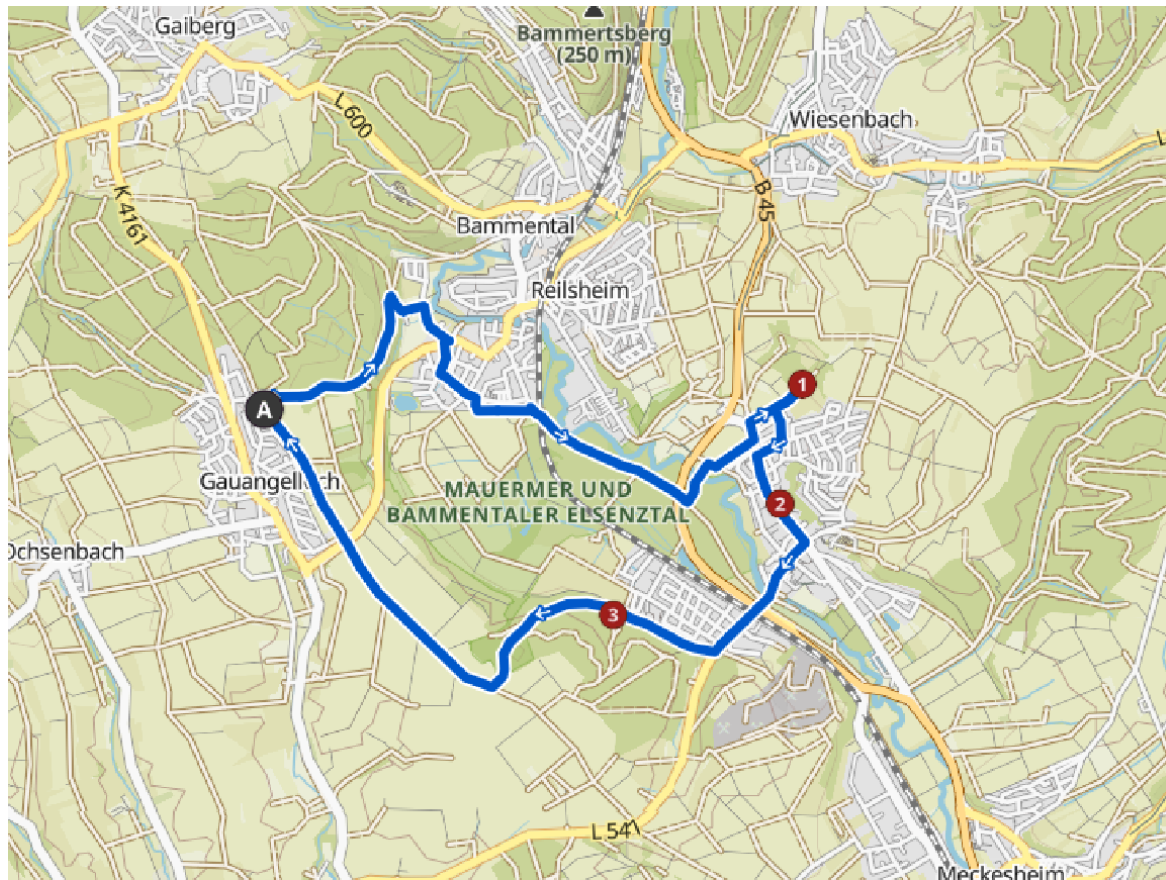 Gaiberg
Bammertsberg
(250 m)
L 600
Wiesenbach
K 4161
B 45
Bammental
Reilsheim
1
A
Gauangelloch
MAUERMER UND
BAMMENTALER ELSENZTAL
2
Ochsenbach
3
L 547
Meckesheim